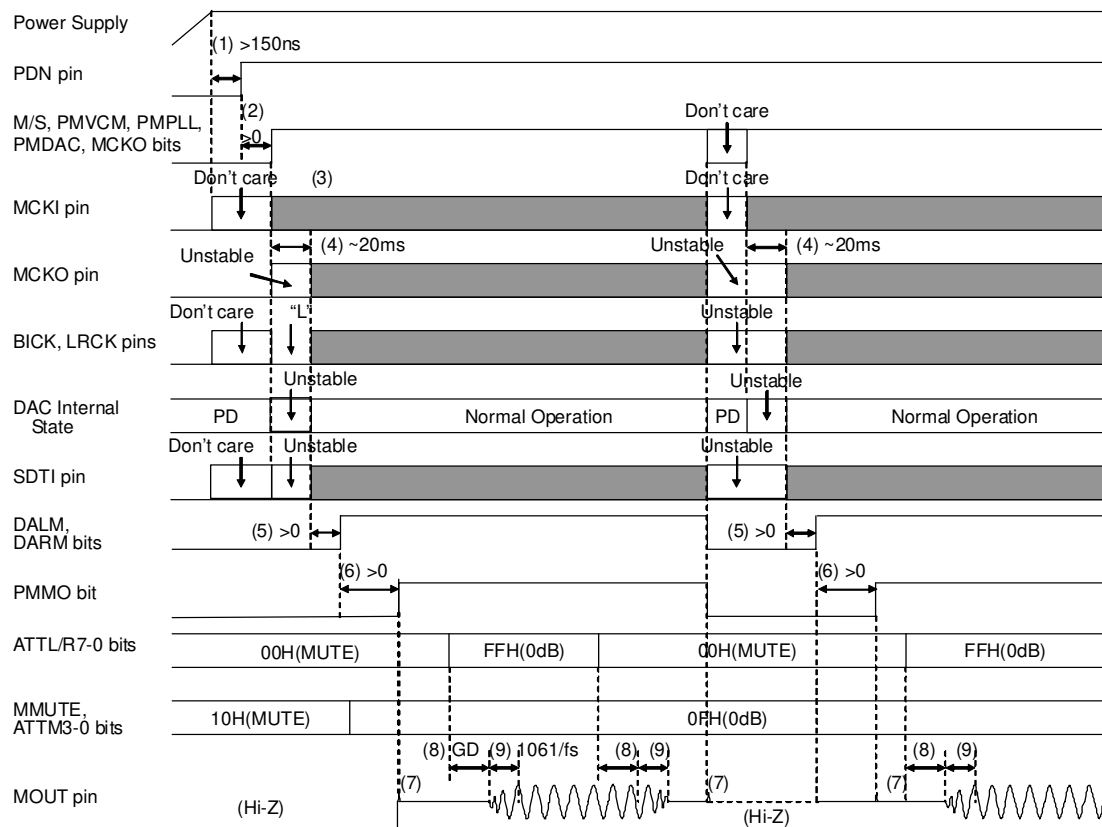 Power Supply
(1) >150ns
PDN pin
(2)
M/S, PMVCM, PMPLL,
PMDAC, MCKO bits
>0
Don't care
Don't care
(3)
Don't care
MCKI pin
(4) ~20ms
Unstable
(4) ~20ms
Unstable
MCKO pin
Don't care
"L"
Unstable
BICK, LRCK pins
Unstable
Unstable
DAC Internal
State
PD
Normal Operation
PD
Normal Operation
Don't care
Unstable
Unstable
SDTI pin
DALM,
DARM bits
(5) >0
(5) >0
(6) >0
(6) >0
PMMO bit
ATTL/R7-0 bits
00H(MUTE)
FFH(0dB)
00H(MUTE)
FFH(0dB)
MMUTE,
ATTM3-0 bits
10H(MUTE)
0FH(0dB)
(8) GD (9) 1061/fs
(8) (9)
(8) (9)
(7)
(7)
(7)
MOUT pin
(Hi-Z)
(Hi-Z)